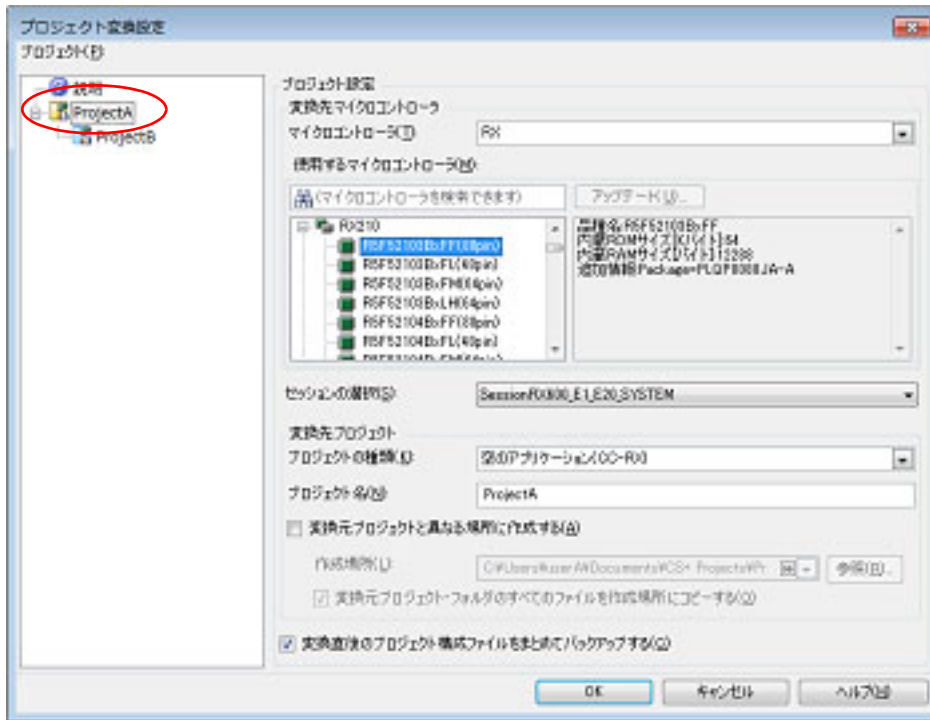 プロジェクト変換設定
プロジェクト(P)
説明
ProjectA
ProjectB
プロジェクト設定
変換先マイクロコントローラ
マイクロコントローラ(T)
RX
使用するマイクロコントローラ(M):
(マイクロコントローラを検索できます)
アップデート(U)...
RX210
R5F52103BxFF(80pin)
R5F52103BxFL(48pin)
R5F52103BxFM(64pin)
R5F52103BxLH(64pin)
R5F52104BxFF(80pin)
R5F52104BxFL(48pin)
品種名:R5F52103BxFF
内蔵ROMサイズ[Kバイト]:64
内蔵RAMサイズ[バイト]:12288
追加情報:Package=PLQP0080JA-A
セッションの選択(S)
SessionRX600_E1_E20_SYSTEM
変換先プロジェクト
プロジェクトの種類(K):
空のアプリケーション(CC-RX)
プロジェクト名(N)
ProjectA
変換元プロジェクトと異なる場所に作成する(A)
作成場所(L):
C:¥Users¥userA¥Documents¥CS+ Projects¥Pr
参照(R)...
変換元プロジェクト・フォルダのすべてのファイルを作成場所にコピーする(O)
変換直後のプロジェクト構成ファイルをまとめてバックアップする(C)
OK
キャンセル
ヘルプ(H)